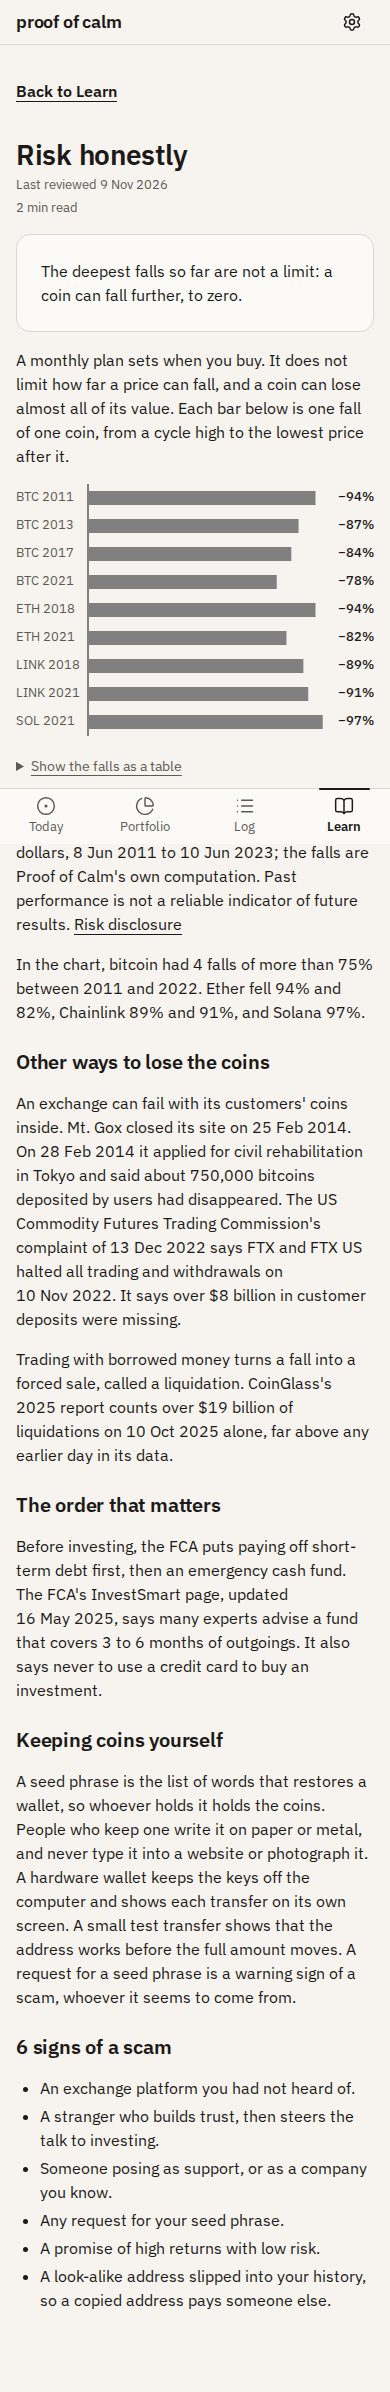 proof of calm
Back to Learn
Risk honestly
Last reviewed 9 Nov 2026
2 min read
The deepest falls so far are not a limit: a
coin can fall further, to zero.
A monthly plan sets when you buy. It does not
limit how far a price can fall, and a coin can lose
almost all of its value. Each bar below is one fall
of one coin, from a cycle high to the lowest price
after it.
BTC 2011 −94%
BTC 2013 −87%
BTC 2017 −84%
BTC 2021 −78%
ETH 2018 −94%
ETH 2021 −82%
LINK 2018 −89%
LINK 2021 −91%
SOL 2021 −97%
Show the falls as a table
Today Portfolio Log Learn
dollars, 8 Jun 2011 to 10 Jun 2023; the falls are
Proof of Calm's own computation. Past
performance is not a reliable indicator of future
results. Risk disclosure
In the chart, bitcoin had 4 falls of more than 75%
between 2011 and 2022. Ether fell 94% and
82%, Chainlink 89% and 91%, and Solana 97%.
Other ways to lose the coins
An exchange can fail with its customers' coins
inside. Mt. Gox closed its site on 25 Feb 2014.
On 28 Feb 2014 it applied for civil rehabilitation
in Tokyo and said about 750,000 bitcoins
deposited by users had disappeared. The US
Commodity Futures Trading Commission's
complaint of 13 Dec 2022 says FTX and FTX US
halted all trading and withdrawals on
10 Nov 2022. It says over $8 billion in customer
deposits were missing.
Trading with borrowed money turns a fall into a
forced sale, called a liquidation. CoinGlass's
2025 report counts over $19 billion of
liquidations on 10 Oct 2025 alone, far above any
earlier day in its data.
The order that matters
Before investing, the FCA puts paying off short-
term debt first, then an emergency cash fund.
The FCA's InvestSmart page, updated
16 May 2025, says many experts advise a fund
that covers 3 to 6 months of outgoings. It also
says never to use a credit card to buy an
investment.
Keeping coins yourself
A seed phrase is the list of words that restores a
wallet, so whoever holds it holds the coins.
People who keep one write it on paper or metal,
and never type it into a website or photograph it.
A hardware wallet keeps the keys off the
computer and shows each transfer on its own
screen. A small test transfer shows that the
address works before the full amount moves. A
request for a seed phrase is a warning sign of a
scam, whoever it seems to come from.
6 signs of a scam
• An exchange platform you had not heard of.
• A stranger who builds trust, then steers the
talk to investing.
• Someone posing as support, or as a company
you know.
• Any request for your seed phrase.
• A promise of high returns with low risk.
• A look-alike address slipped into your history,
so a copied address pays someone else.